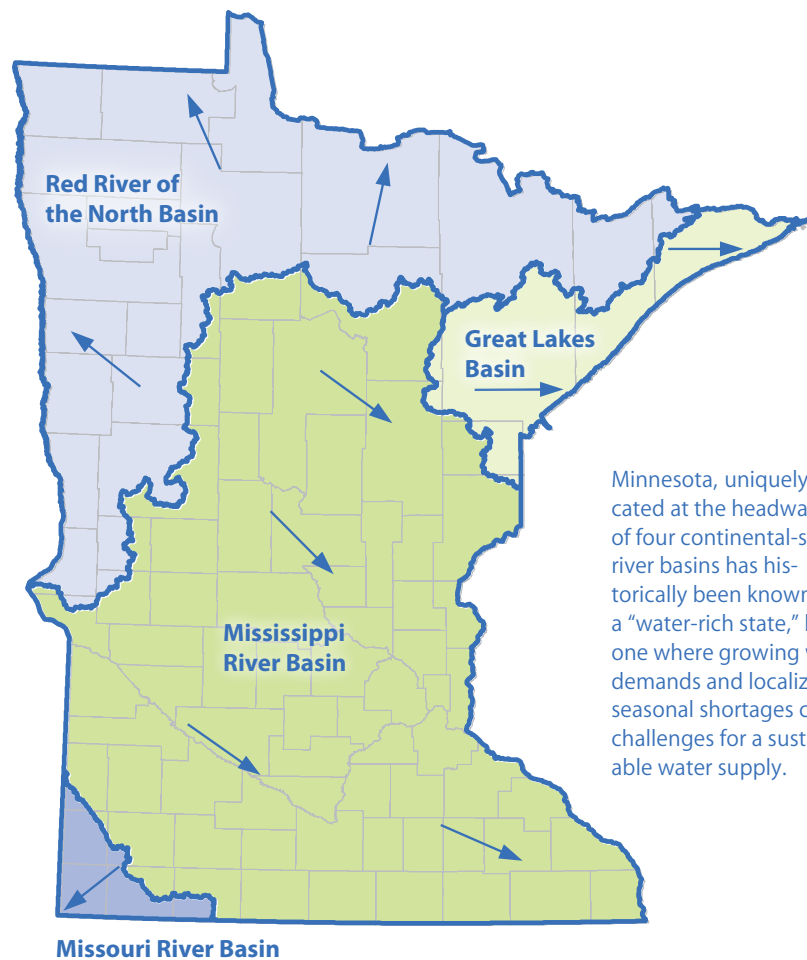 Red River of
the North Basin
Great Lakes
Basin
Minnesota, uniquely
cated at the headwa
of four continental-s
river basins has his-
torically been known
a “water-rich state,”
one where growing
demands and localiz
seasonal shortages
challenges for a sust
able water supply.
Mississippi
River Basin
Missouri River Basin